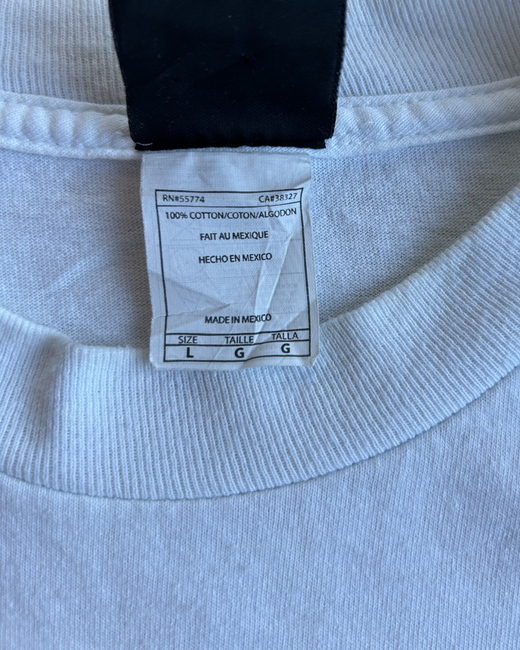 RN#55774 CA#38327
100% COTTON/COTON/ALGODON
FAIT AU MEXIQUE
HECHO EN MEXICO
MADE IN MEXICO
SIZE TAILLE TALLA
L G G